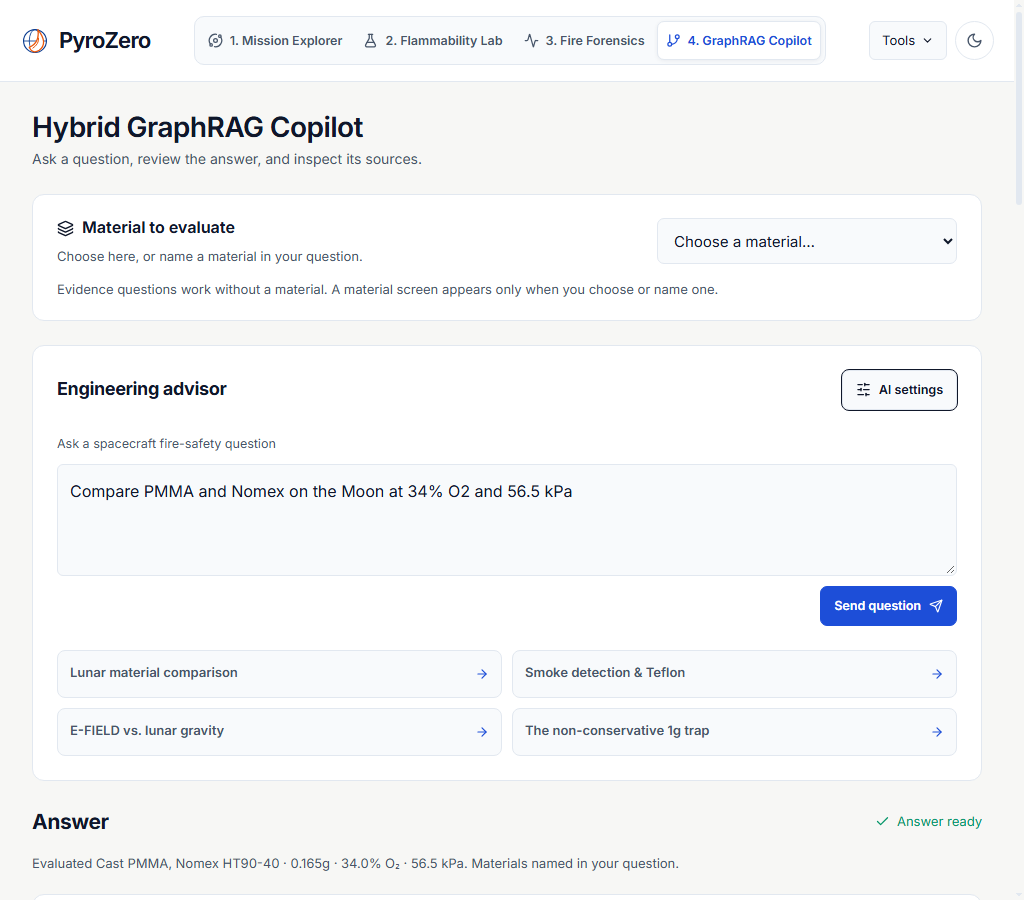 PyroZero
1. Mission Explorer
2. Flammability Lab
3. Fire Forensics
4. GraphRAG Copilot
Tools
Hybrid GraphRAG Copilot
Ask a question, review the answer, and inspect its sources.
Material to evaluate
Choose a material...
Choose here, or name a material in your question.
Evidence questions work without a material. A material screen appears only when you choose or name one.
Engineering advisor
AI settings
Ask a spacecraft fire-safety question
Compare PMMA and Nomex on the Moon at 34% O2 and 56.5 kPa
Send question
Lunar material comparison
Smoke detection & Teflon
E-FIELD vs. lunar gravity
The non-conservative 1g trap
Answer
Answer ready
Evaluated Cast PMMA, Nomex HT90-40 · 0.165g · 34.0% O₂ · 56.5 kPa. Materials named in your question.